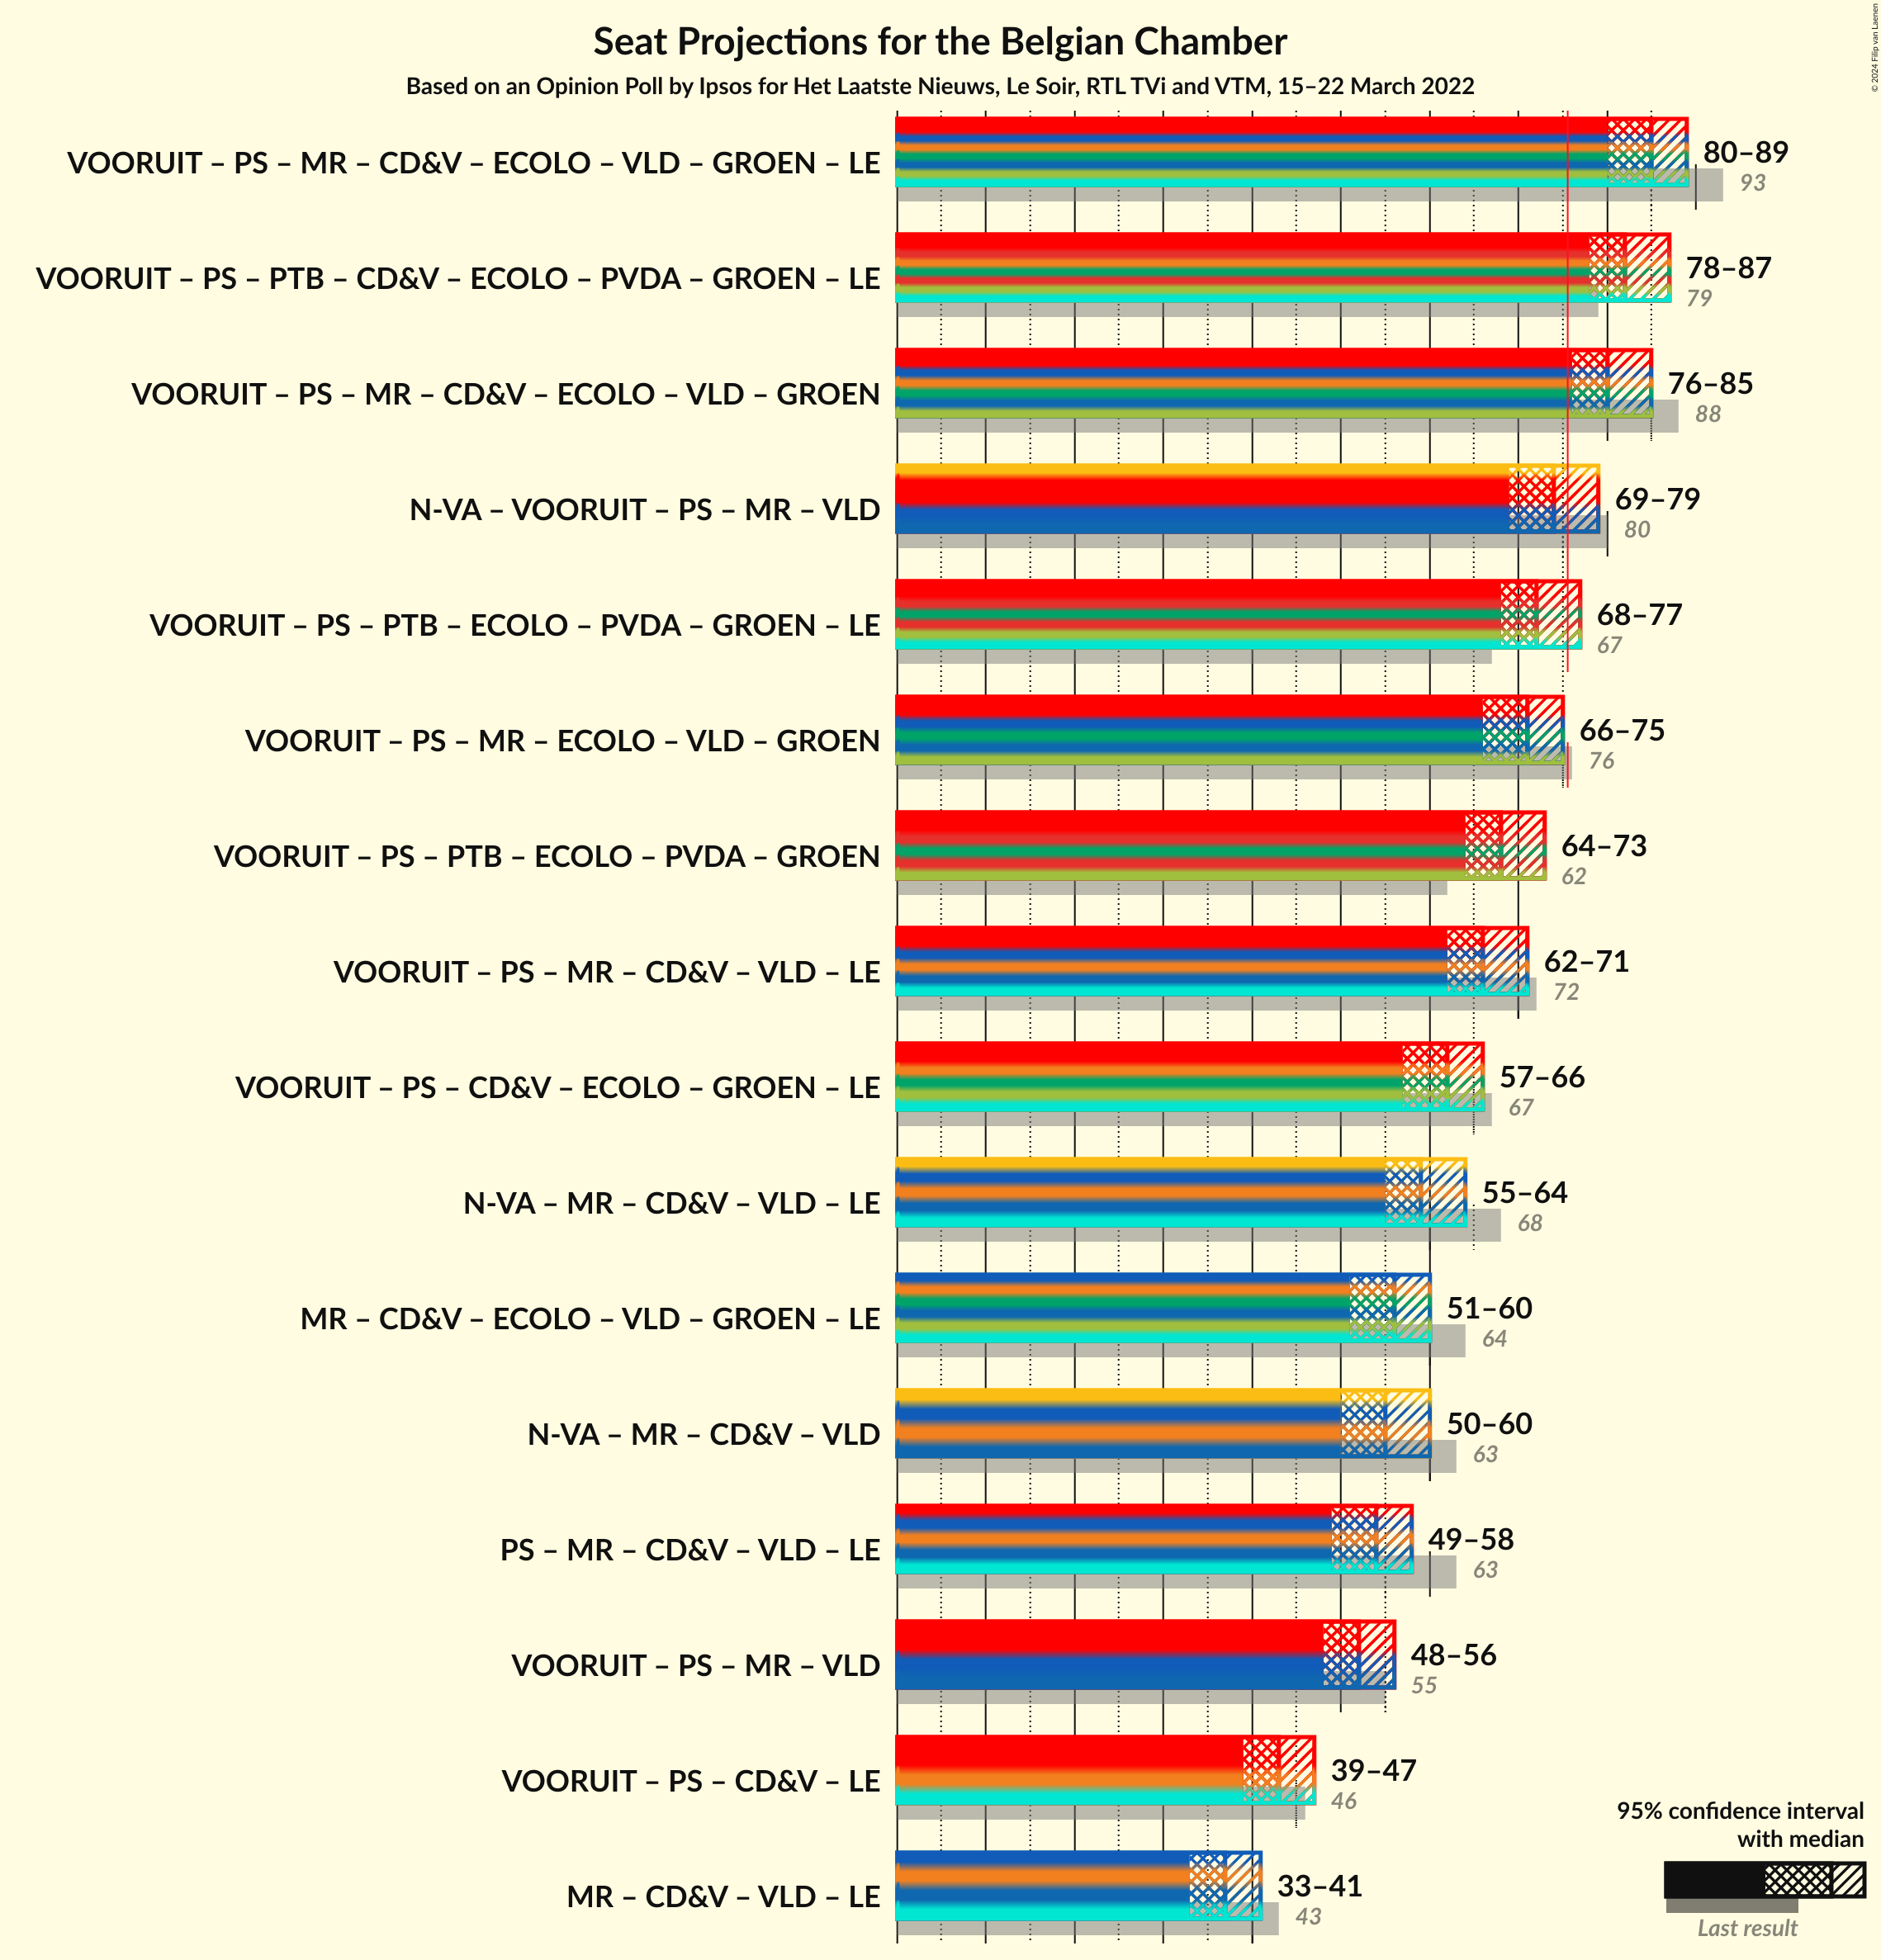 Seat Projections for the Belgian Chamber
Based on an Opinion Poll by Ipsos for Het Laatste Nieuws, Le Soir, RTL TVi and VTM, 15–22 March 2022
© 2024 Filip van Laenen
VOORUIT – PS – MR – CD&V – ECOLO – VLD – GROEN – LE
80–89
93
VOORUIT – PS – PTB – CD&V – ECOLO – PVDA – GROEN – LE
78–87
79
VOORUIT – PS – MR – CD&V – ECOLO – VLD – GROEN
76–85
88
N-VA – VOORUIT – PS – MR – VLD
69–79
80
VOORUIT – PS – PTB – ECOLO – PVDA – GROEN – LE
68–77
67
VOORUIT – PS – MR – ECOLO – VLD – GROEN
66–75
76
VOORUIT – PS – PTB – ECOLO – PVDA – GROEN
64–73
62
VOORUIT – PS – MR – CD&V – VLD – LE
62–71
72
VOORUIT – PS – CD&V – ECOLO – GROEN – LE
57–66
67
N-VA – MR – CD&V – VLD – LE
55–64
68
MR – CD&V – ECOLO – VLD – GROEN – LE
51–60
64
N-VA – MR – CD&V – VLD
50–60
63
PS – MR – CD&V – VLD – LE
49–58
63
VOORUIT – PS – MR – VLD
48–56
55
VOORUIT – PS – CD&V – LE
39–47
46
MR – CD&V – VLD – LE
33–41
43
95% confidence interval
with median
Last result